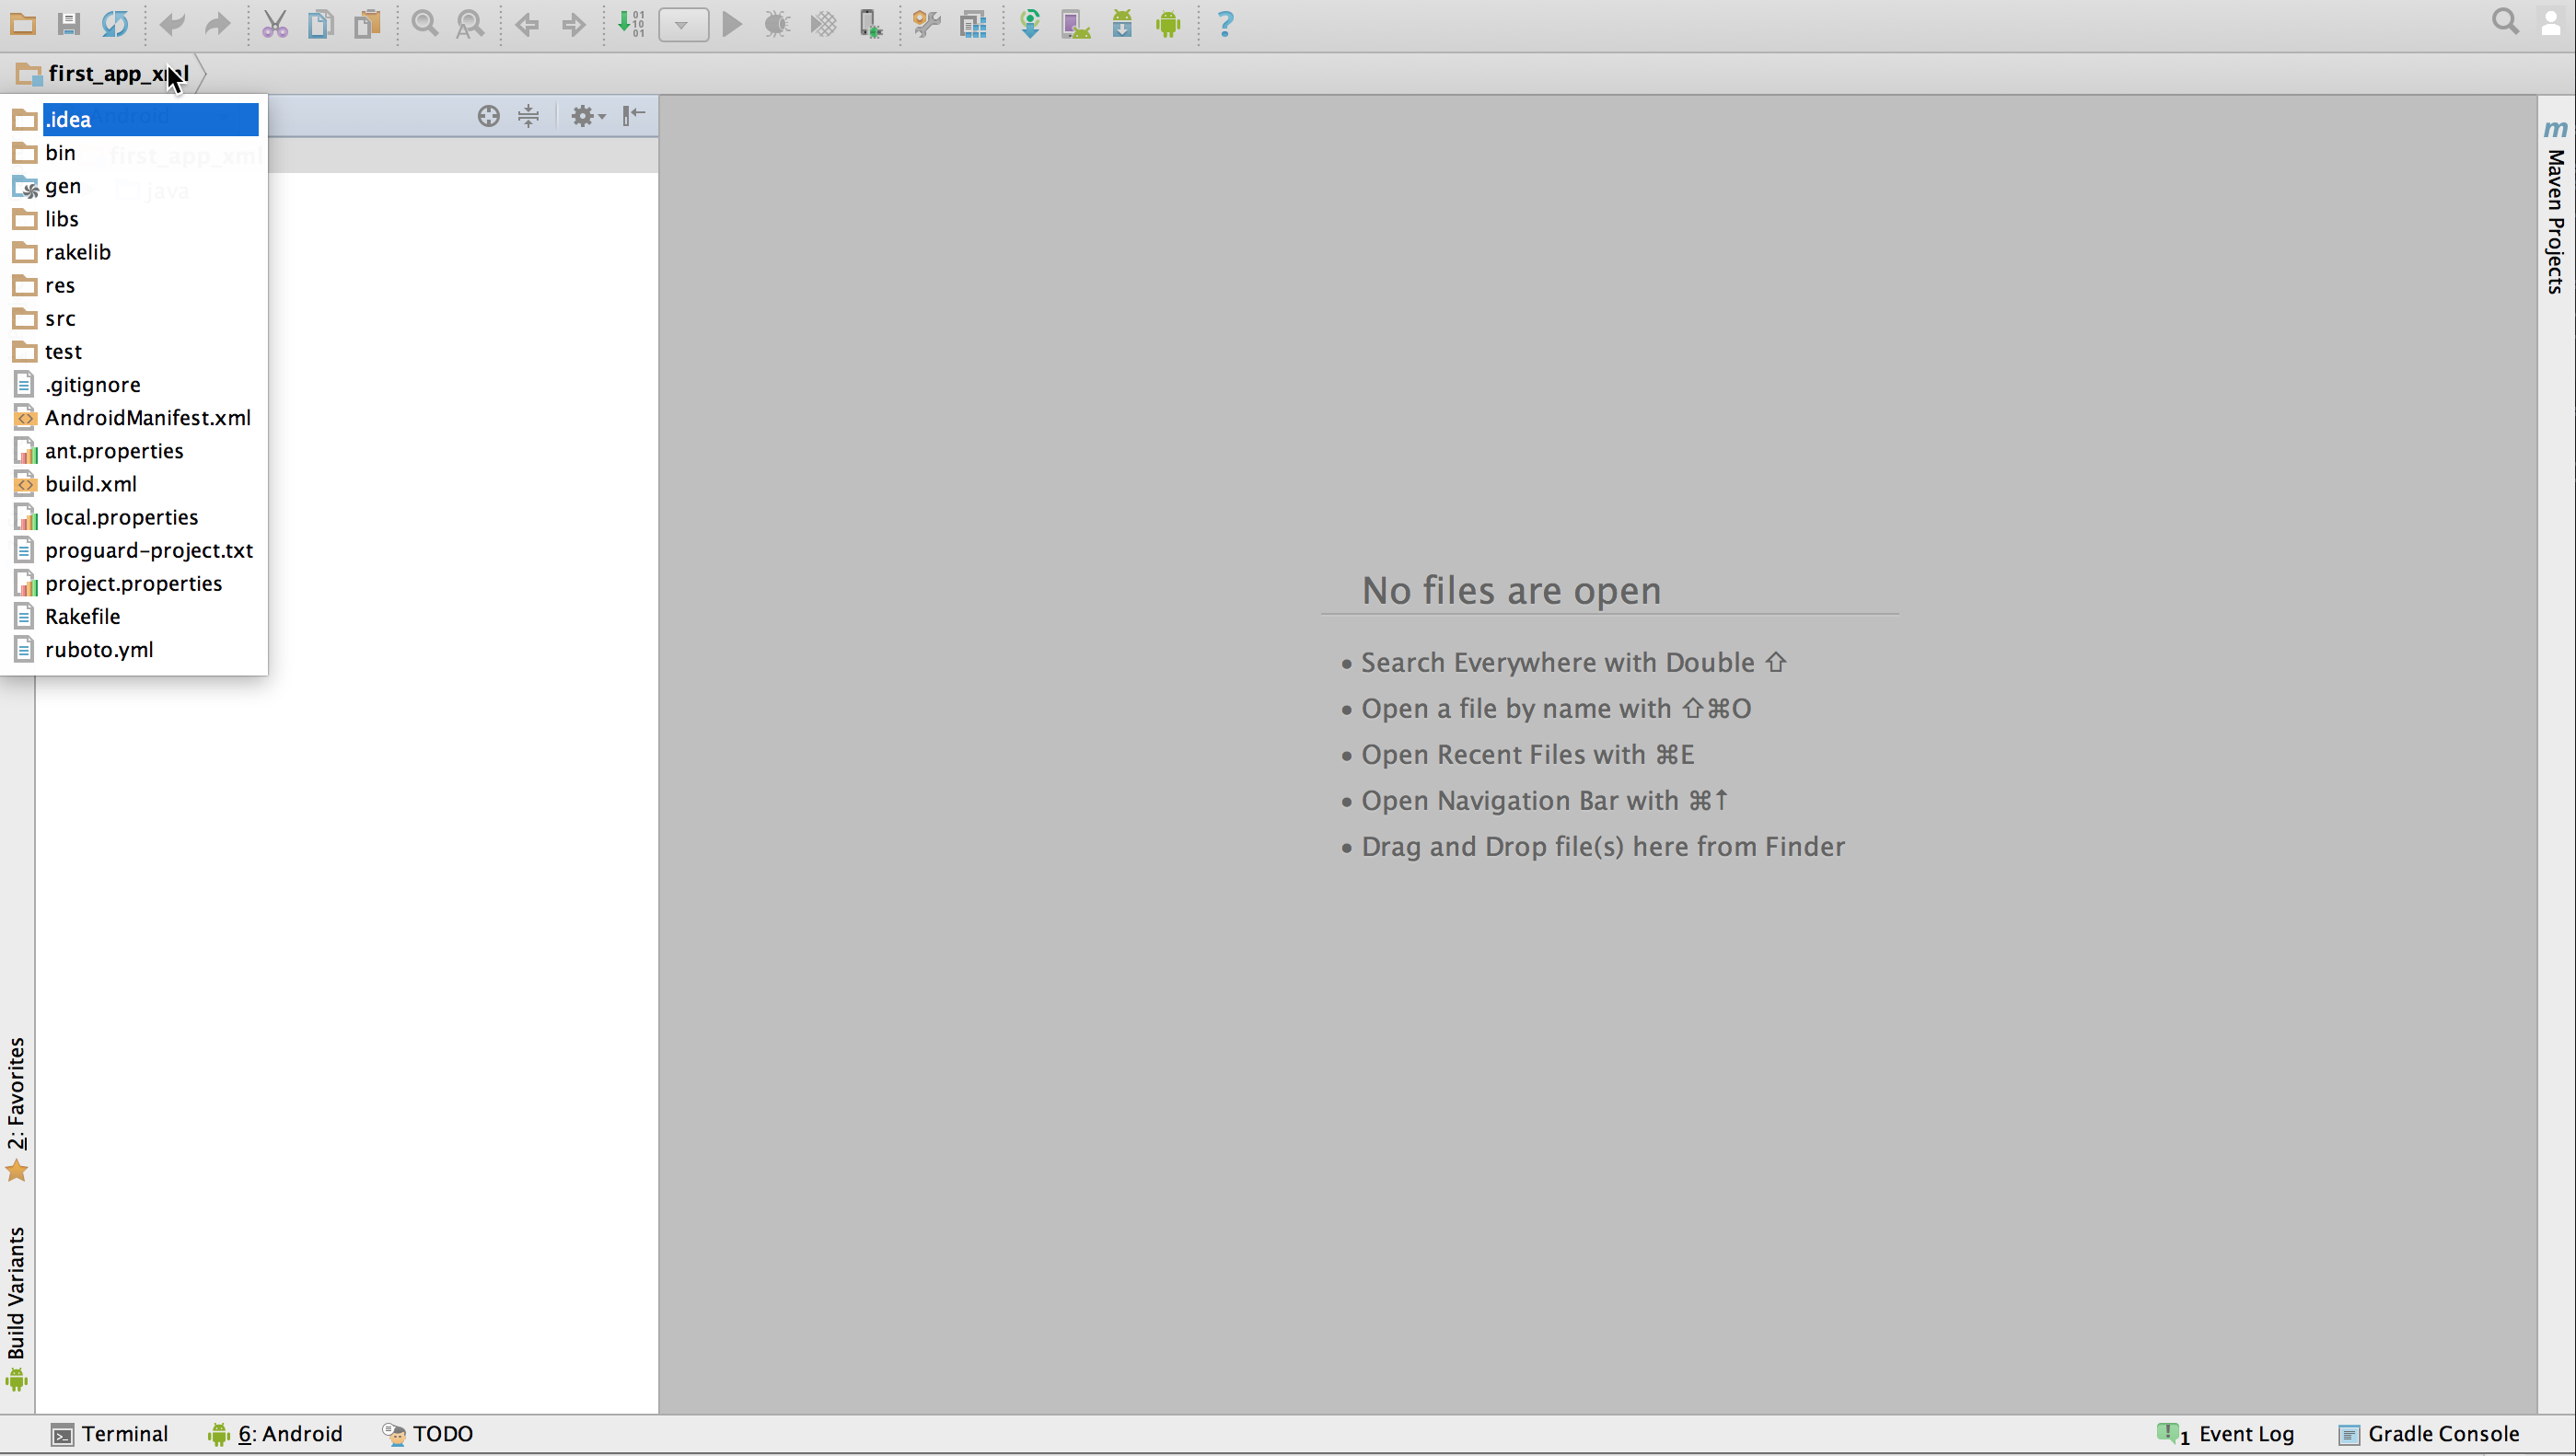 first_app_xml
.idea
bin
gen
libs
rakelib
res
src
test
.gitignore
AndroidManifest.xml
ant.properties
build.xml
local.properties
proguard-project.txt
project.properties
Rakefile
ruboto.yml
first_app_xml
java
No files are open
• Search Everywhere with Double ⇧
• Open a file by name with ⇧⌘O
• Open Recent Files with ⌘E
• Open Navigation Bar with ⌘↑
• Drag and Drop file(s) here from Finder
m Maven Projects
2: Favorites
Build Variants
Terminal
6: Android
TODO
1 Event Log
Gradle Console